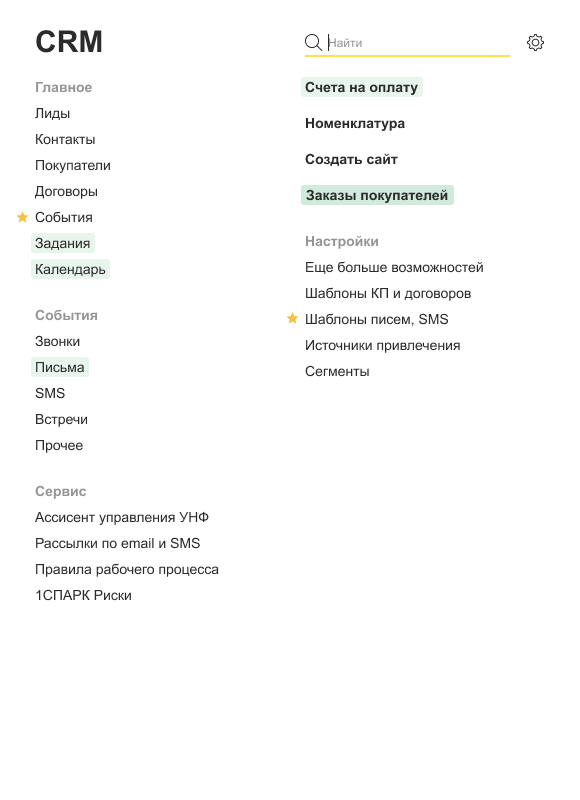 CRM
Найти
Главное
Лиды
Контакты
Покупатели
Договоры
События
Задания
Календарь
События
Звонки
Письма
SMS
Встречи
Прочее
Сервис
Ассисент управления УНФ
Рассылки по email и SMS
Правила рабочего процесса
1СПАРК Риски
Счета на оплату
Номенклатура
Создать сайт
Заказы покупателей
Настройки
Еще больше возможностей
Шаблоны КП и договоров
Шаблоны писем, SMS
Источники привлечения
Сегменты